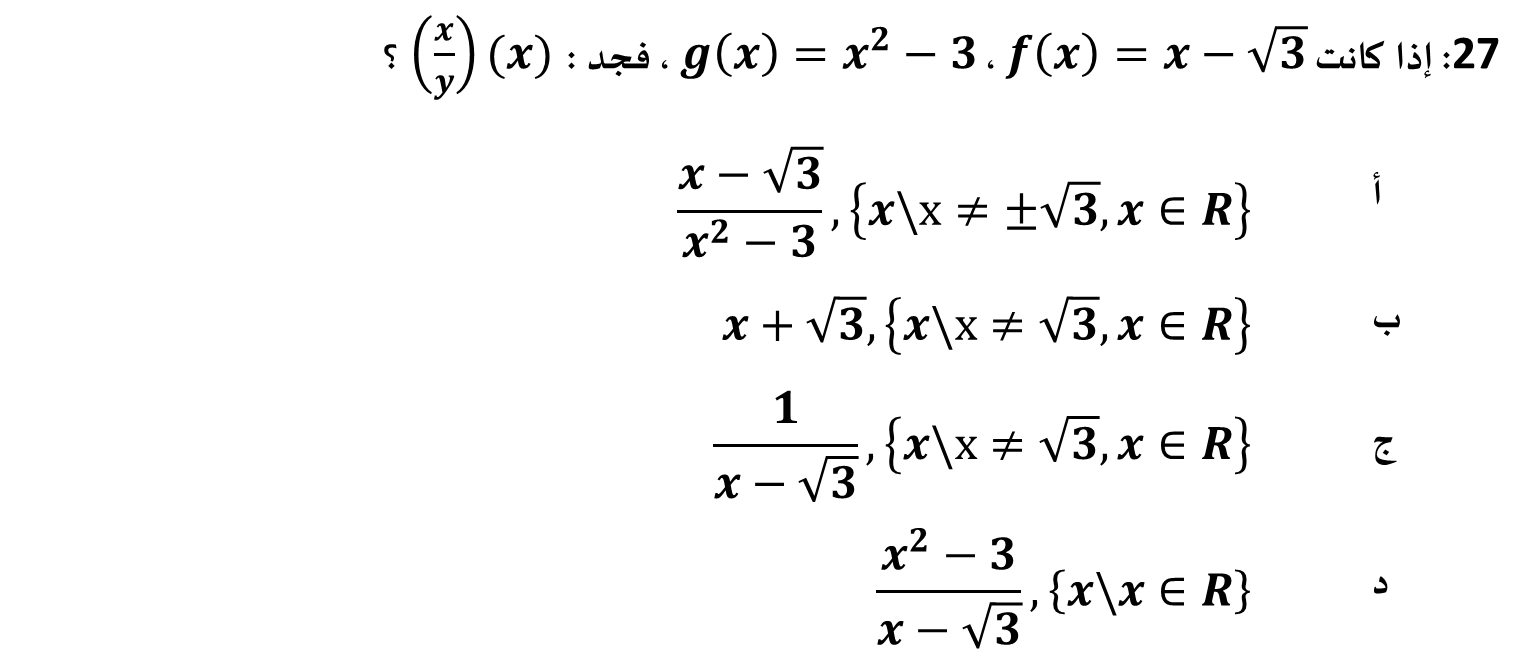 27: إذا كانت f(x) = x − √3 ، g(x) = x² − 3 ، فجد : (x/y)(x) ؟
أ (x − √3)/(x² − 3) , {x\x ≠ ±√3, x ∈ R}
ب x + √3, {x\x ≠ √3, x ∈ R}
ج 1/(x − √3) , {x\x ≠ √3, x ∈ R}
د (x² − 3)/(x − √3) , {x\x ∈ R}